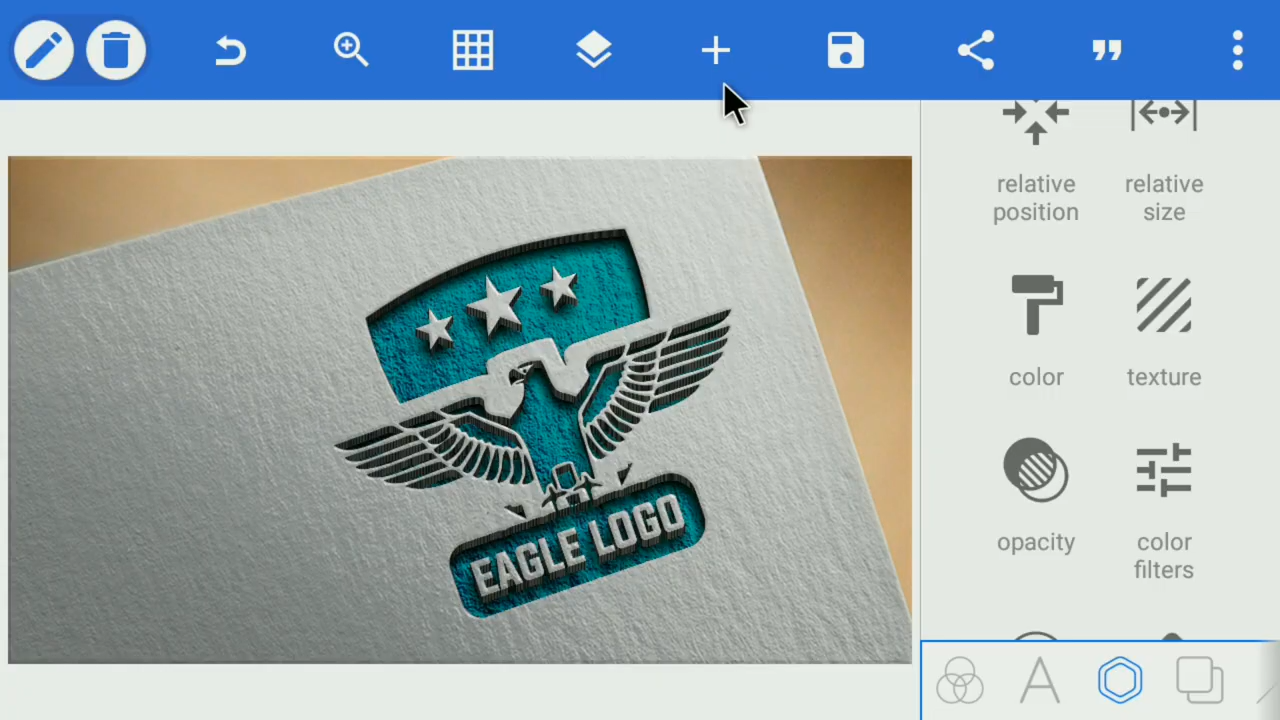 relative
position
relative
size
color
texture
opacity
color
filters
EAGLE LOGO